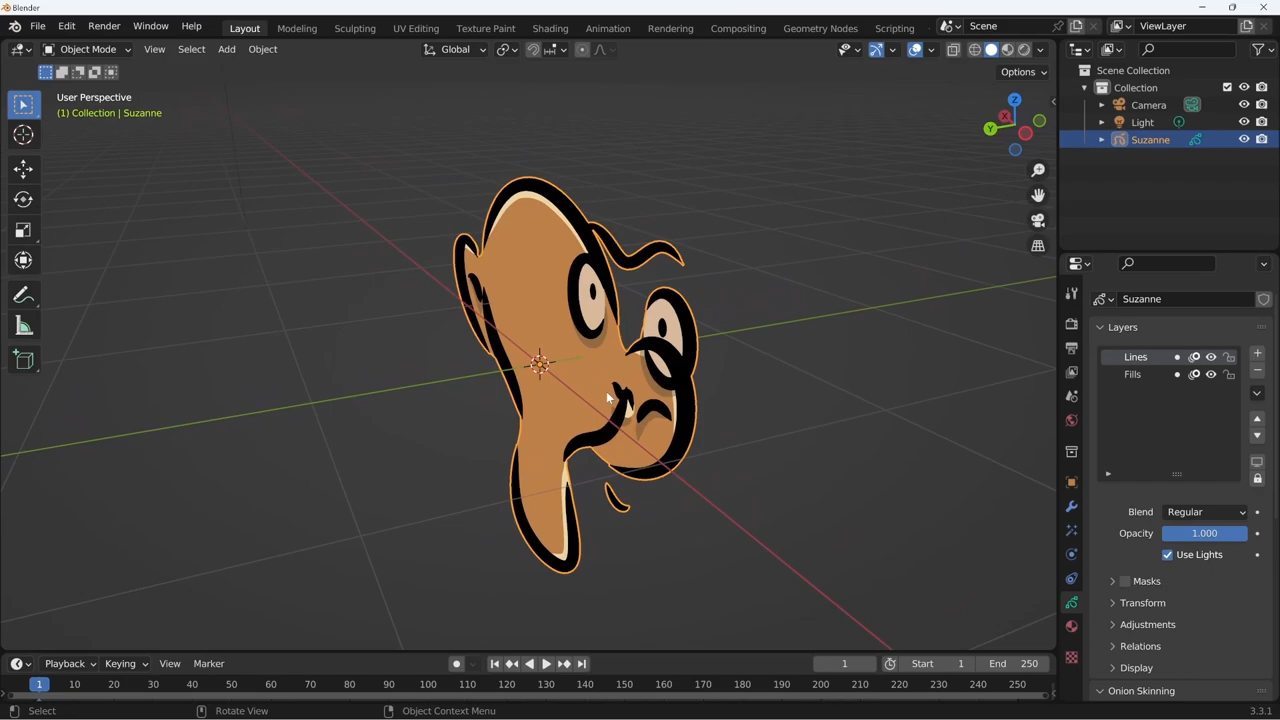 Blender
File Edit Render Window Help
Layout Modeling Sculpting UV Editing Texture Paint Shading Animation Rendering Compositing Geometry Nodes Scripting
Scene
ViewLayer
Object Mode View Select Add Object
Global
Options
User Perspective
(1) Collection | Suzanne
Z
X
Y
Scene Collection
Collection
Camera
Light
Suzanne
Suzanne
Layers
Lines
Fills
Blend Regular
Opacity 1.000
Use Lights
Masks
Transform
Adjustments
Relations
Display
Onion Skinning
Playback Keying View Marker
1 Start 1 End 250
1 10 20 30 40 50 60 70 80 90 100 110 120 130 140 150 160 170 180 190 200 210 220 230 240 250
Select Rotate View Object Context Menu 3.3.1